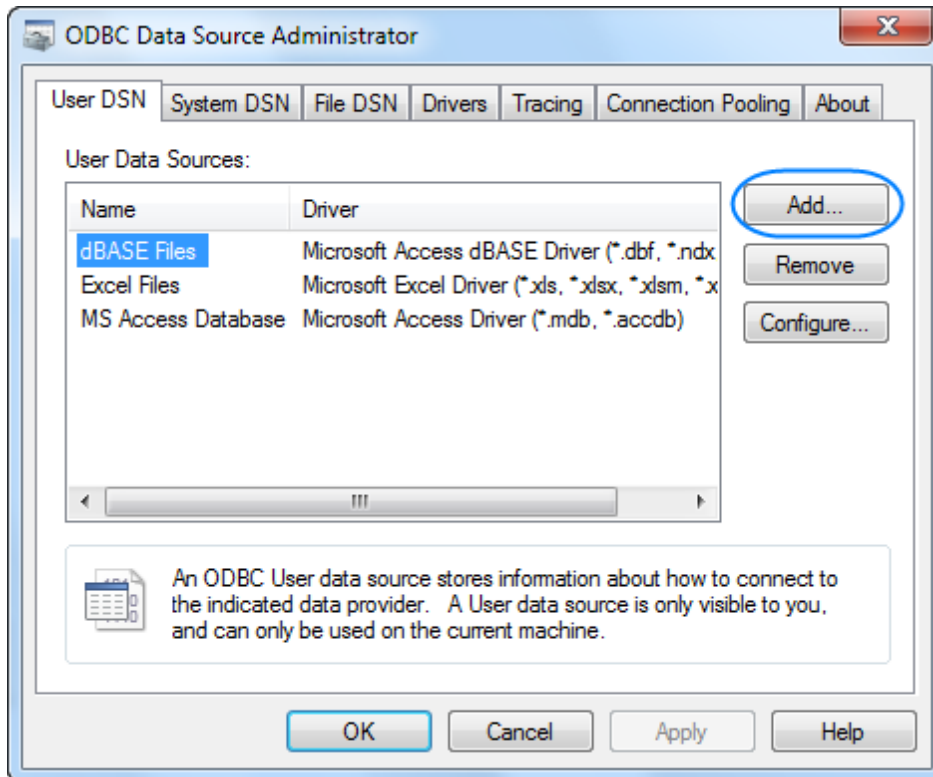 ODBC Data Source Administrator
User DSN System DSN File DSN Drivers Tracing Connection Pooling About
User Data Sources:
Name Driver
dBASE Files Microsoft Access dBASE Driver (*.dbf, *.ndx
Excel Files Microsoft Excel Driver (*.xls, *.xlsx, *.xlsm, *.x
MS Access Database Microsoft Access Driver (*.mdb, *.accdb)
Add...
Remove
Configure...
An ODBC User data source stores information about how to connect to
the indicated data provider. A User data source is only visible to you,
and can only be used on the current machine.
OK Cancel Apply Help